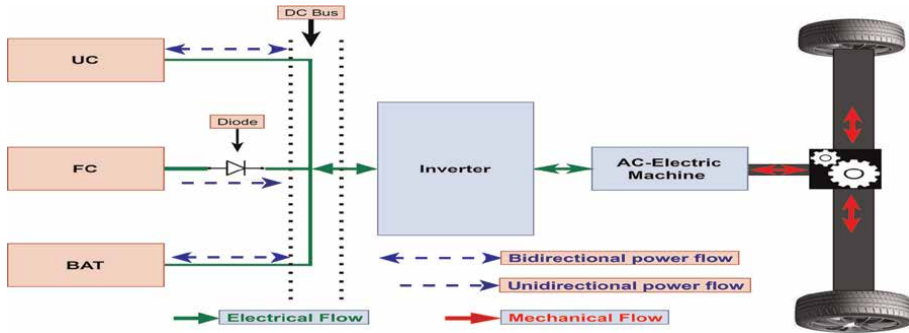 DC Bus
UC
Diode
FC
Inverter
AC-Electric
Machine
BAT
Bidirectional power flow
Unidirectional power flow
Electrical Flow
Mechanical Flow